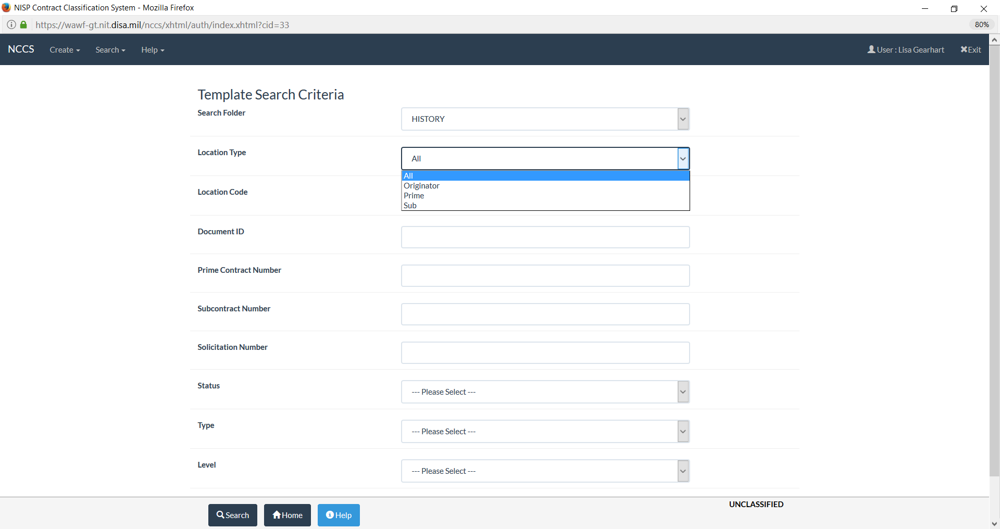 NISP Contract Classification System - Mozilla Firefox
https://wawf-gt.nit.disa.mil/nccs/xhtml/auth/index.xhtml?cid=33
80%
NCCS Create Search Help User : Lisa Gearhart Exit
Template Search Criteria
Search Folder
HISTORY
Location Type
All
All
Originator
Prime
Sub
Location Code
Document ID
Prime Contract Number
Subcontract Number
Solicitation Number
Status
--- Please Select ---
Type
--- Please Select ---
Level
--- Please Select ---
UNCLASSIFIED
Search Home Help